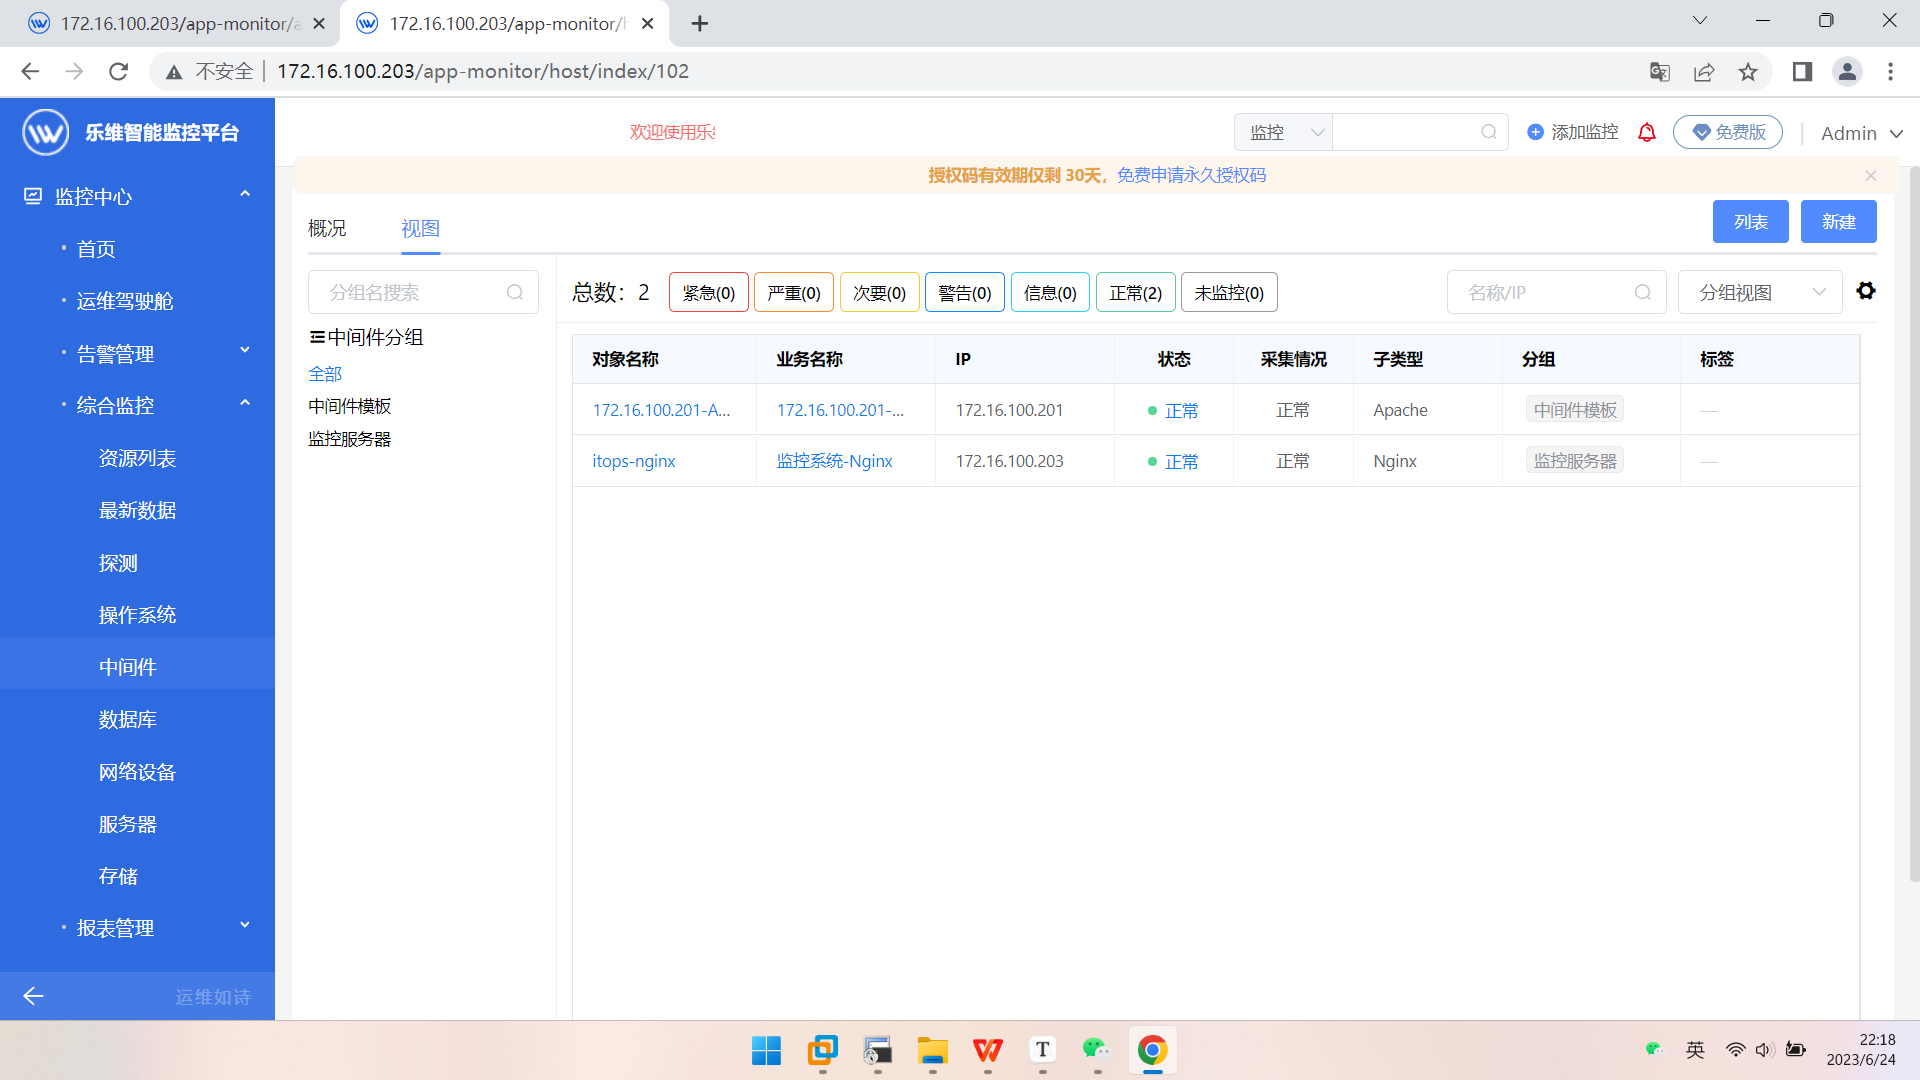 172.16.100.203/app-monitor/a
172.16.100.203/app-monitor/h
不安全 172.16.100.203/app-monitor/host/index/102
乐维智能监控平台
欢迎使用乐维
监控
添加监控
免费版
Admin
授权码有效期仅剩 30天，免费申请永久授权码
监控中心
首页
运维驾驶舱
告警管理
综合监控
资源列表
最新数据
探测
操作系统
中间件
数据库
网络设备
服务器
存储
报表管理
运维如诗
概况 视图
列表 新建
分组名搜索
中间件分组
全部
中间件模板
监控服务器
总数： 2 紧急(0) 严重(0) 次要(0) 警告(0) 信息(0) 正常(2) 未监控(0)
名称/IP
分组视图
对象名称 业务名称 IP 状态 采集情况 子类型 分组 标签
172.16.100.201-A... 172.16.100.201-... 172.16.100.201 正常 正常 Apache 中间件模板 —
itops-nginx 监控系统-Nginx 172.16.100.203 正常 正常 Nginx 监控服务器 —
英
22:18
2023/6/24